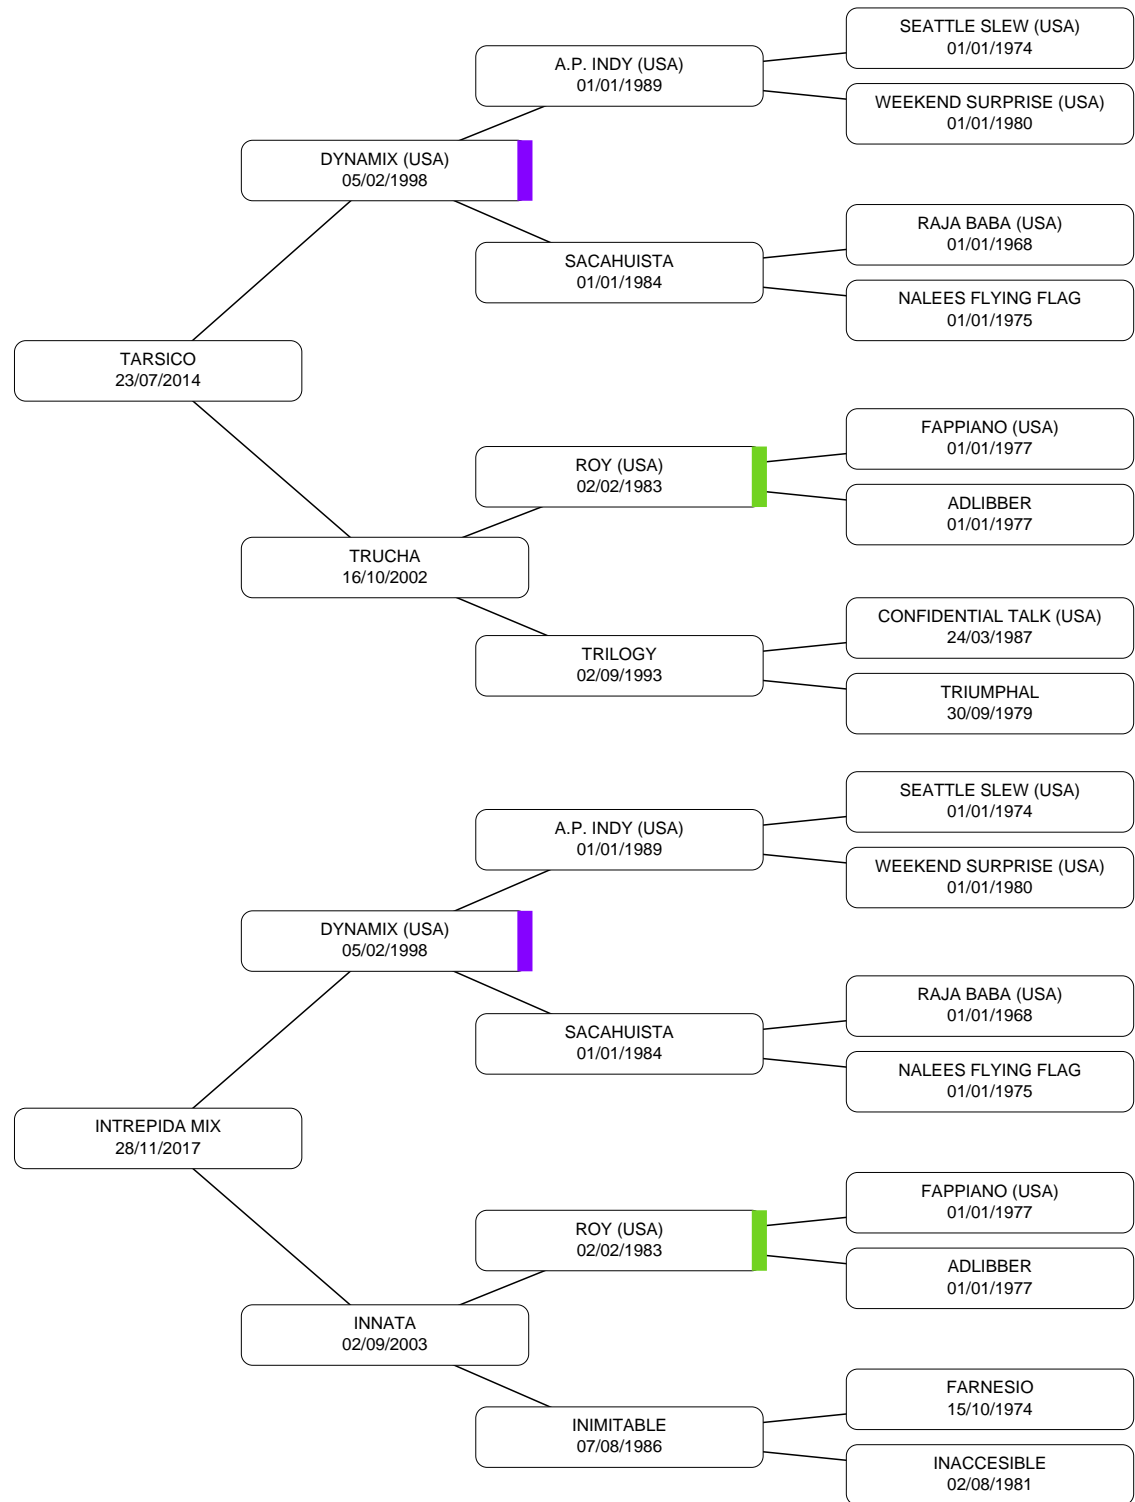 SEATTLE SLEW (USA)
01/01/1974
A.P. INDY (USA)
01/01/1989
WEEKEND SURPRISE (USA)
01/01/1980
DYNAMIX (USA)
05/02/1998
RAJA BABA (USA)
01/01/1968
SACAHUISTA
01/01/1984
NALEES FLYING FLAG
01/01/1975
TARSICO
23/07/2014
FAPPIANO (USA)
01/01/1977
ROY (USA)
02/02/1983
ADLIBBER
01/01/1977
TRUCHA
16/10/2002
CONFIDENTIAL TALK (USA)
24/03/1987
TRILOGY
02/09/1993
TRIUMPHAL
30/09/1979
SEATTLE SLEW (USA)
01/01/1974
A.P. INDY (USA)
01/01/1989
WEEKEND SURPRISE (USA)
01/01/1980
DYNAMIX (USA)
05/02/1998
RAJA BABA (USA)
01/01/1968
SACAHUISTA
01/01/1984
NALEES FLYING FLAG
01/01/1975
INTREPIDA MIX
28/11/2017
FAPPIANO (USA)
01/01/1977
ROY (USA)
02/02/1983
ADLIBBER
01/01/1977
INNATA
02/09/2003
FARNESIO
15/10/1974
INIMITABLE
07/08/1986
INACCESIBLE
02/08/1981